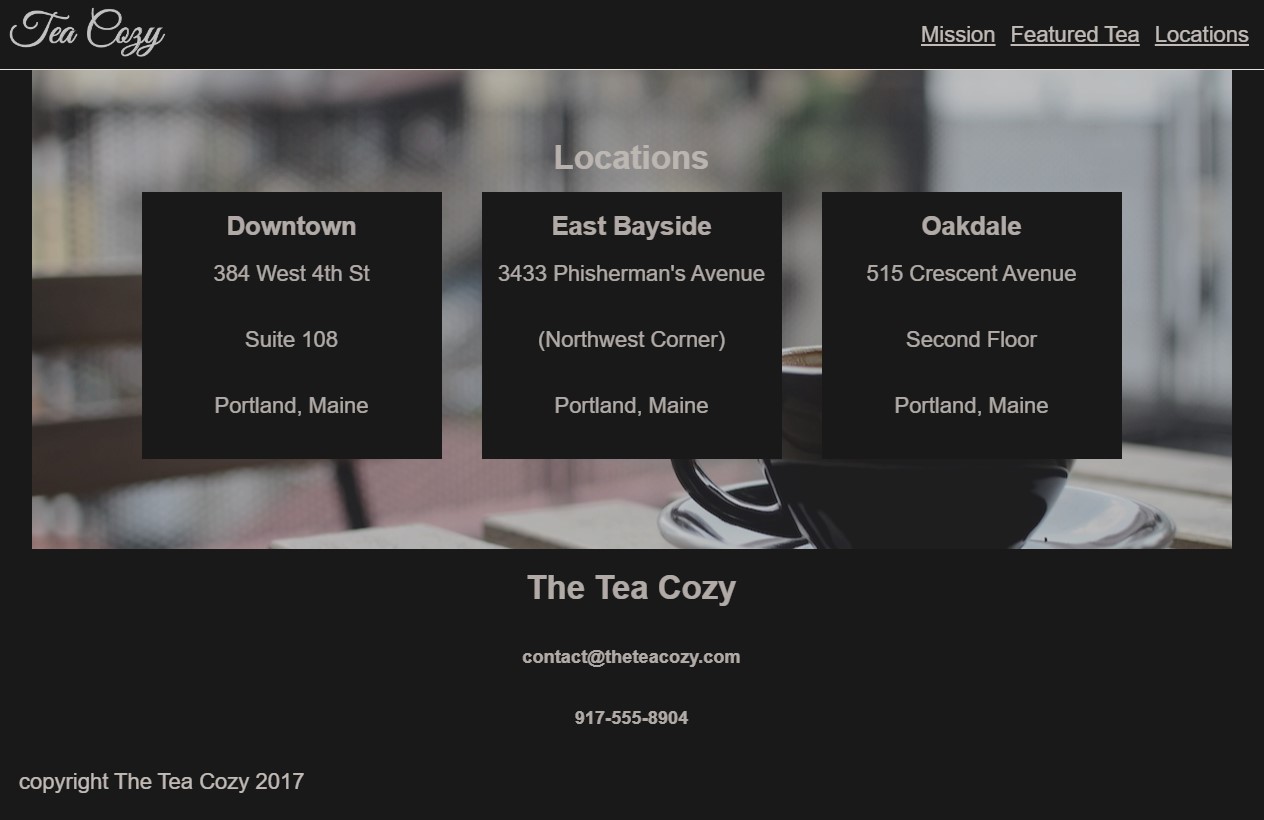 Tea Cozy
Mission Featured Tea Locations
Locations
Downtown
384 West 4th St
Suite 108
Portland, Maine
East Bayside
3433 Phisherman's Avenue
(Northwest Corner)
Portland, Maine
Oakdale
515 Crescent Avenue
Second Floor
Portland, Maine
The Tea Cozy
contact@theteacozy.com
917-555-8904
copyright The Tea Cozy 2017